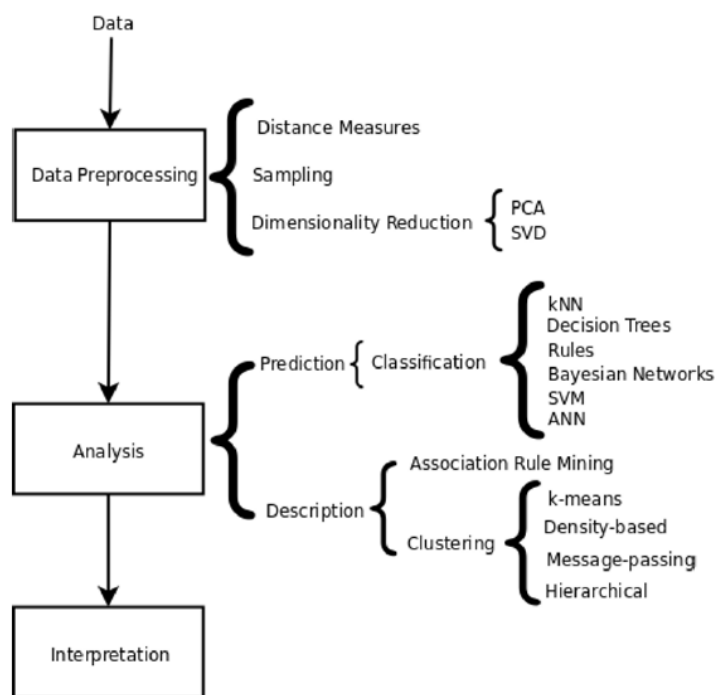 Data
Data Preprocessing
Distance Measures
Sampling
Dimensionality Reduction
PCA
SVD
Analysis
Prediction
Classification
kNN
Decision Trees
Rules
Bayesian Networks
SVM
ANN
Description
Association Rule Mining
Clustering
k-means
Density-based
Message-passing
Hierarchical
Interpretation